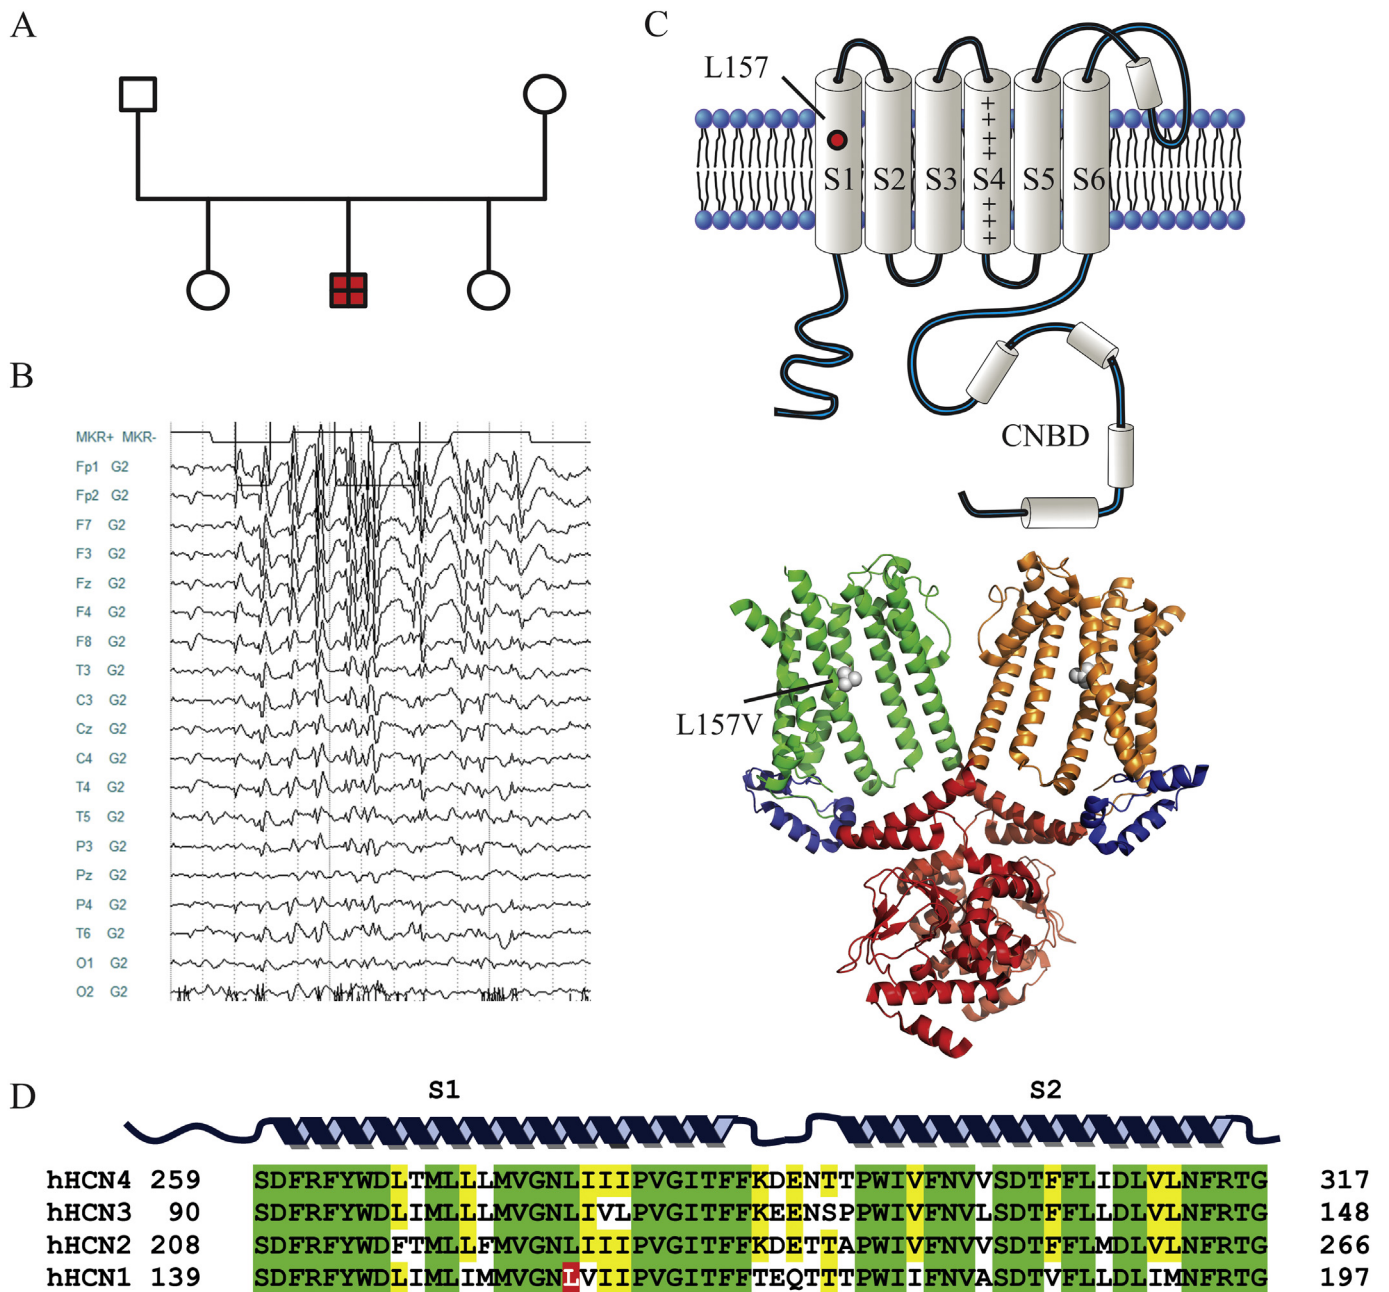 A
B
MKR+ MKR-
Fp1 G2
Fp2 G2
F7 G2
F3 G2
Fz G2
F4 G2
F8 G2
T3 G2
C3 G2
Cz G2
C4 G2
T4 G2
T5 G2
P3 G2
Pz G2
P4 G2
T6 G2
O1 G2
O2 G2
C
L157
+
+
+
+
S1 S2 S3 S4 S5 S6
+
+
+
CNBD
L157V
D
S1 S2
hHCN4 259 SDFRFYWDLTMLLLMVGNLIIIPVGITFFKDENTTPWIVFNVVSDTFFLIDLVLNFRTG 317
hHCN3 90 SDFRFYWDLIMLLLMVGNLIVLPVGITFFKEENSPPWIVFNVLSDTFFLLDLVLNFRTG 148
hHCN2 208 SDFRFYWDFTMLLFMVGNLIIIPVGITFFKDETTAPWIVFNVVSDTFFLMDLVLNFRTG 266
hHCN1 139 SDFRFYWDLIMLIMMVGNLVIIPVGITFFTEQTTTPWIIFNVASDTVFLLDLIMNFRTG 197